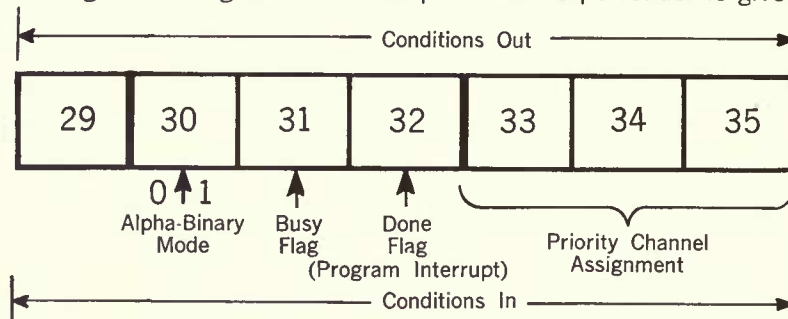 Conditions Out
29 30 31 32 33 34 35
0 1
Alpha-Binary Mode
Busy Flag
Done Flag (Program Interrupt)
Priority Channel Assignment
Conditions In